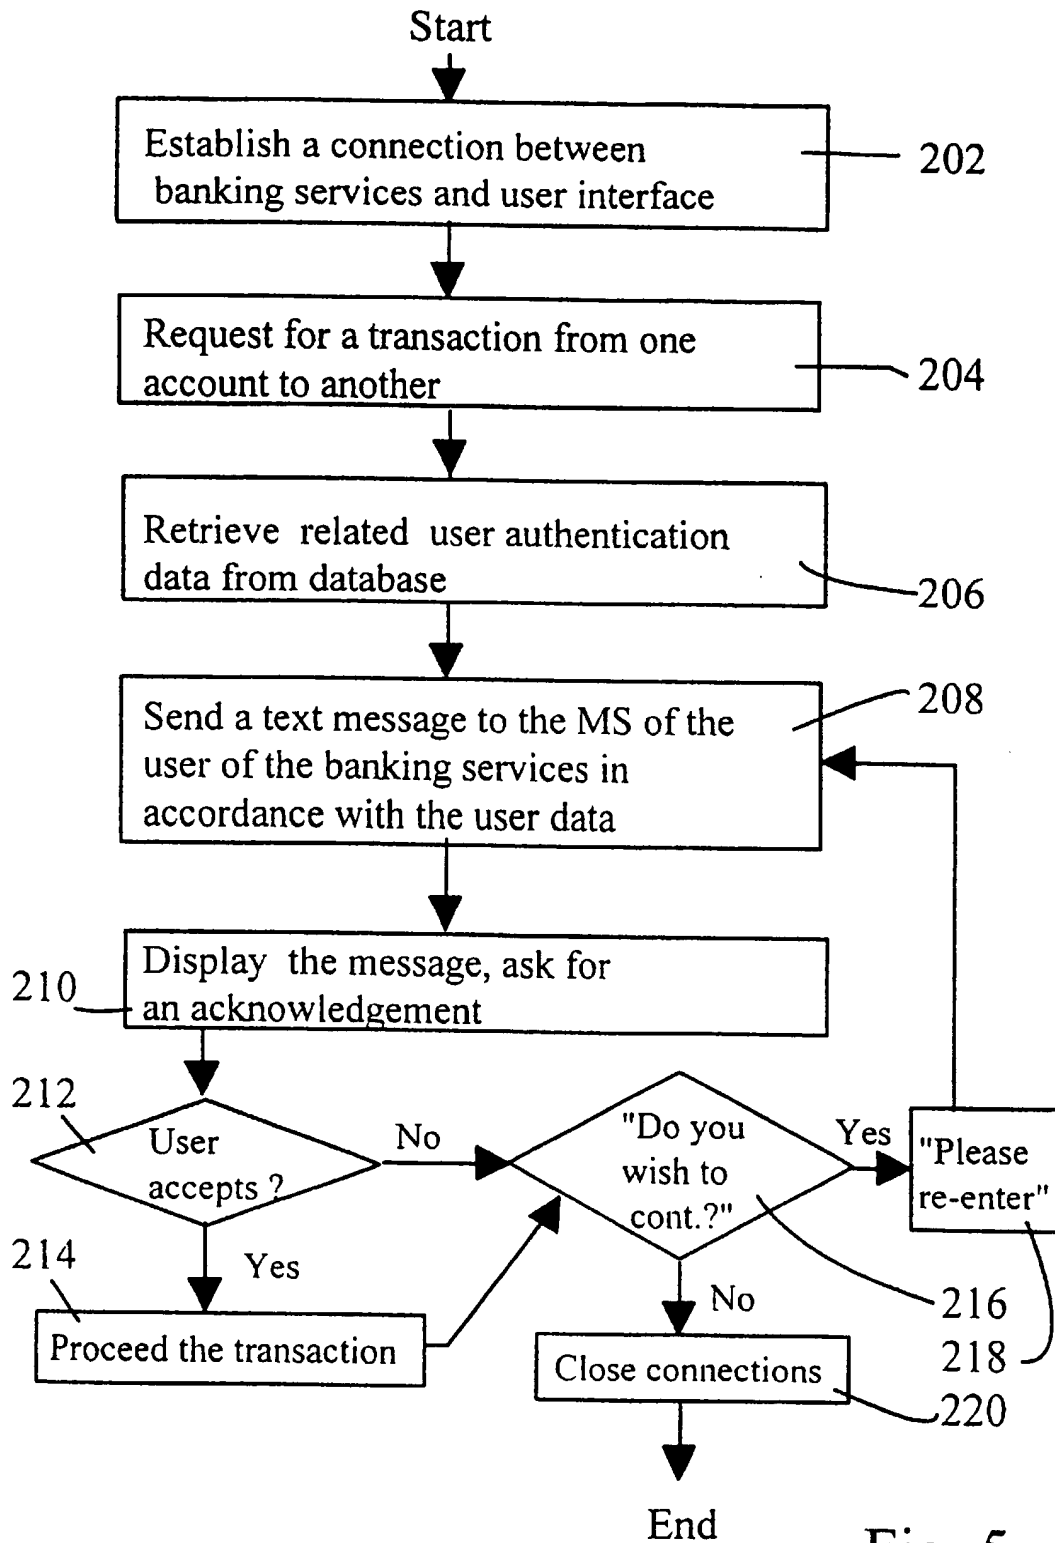 Start
Establish a connection between
banking services and user interface
202
Request for a transaction from one
account to another
204
Retrieve related user authentication
data from database
206
Send a text message to the MS of the
user of the banking services in
accordance with the user data
208
Display the message, ask for
an acknowledgement
210
212
User
accepts ?
No
"Do you
wish to
cont.?"
Yes
"Please
re-enter"
214
Yes
Proceed the transaction
No
216
218
Close connections
220
End